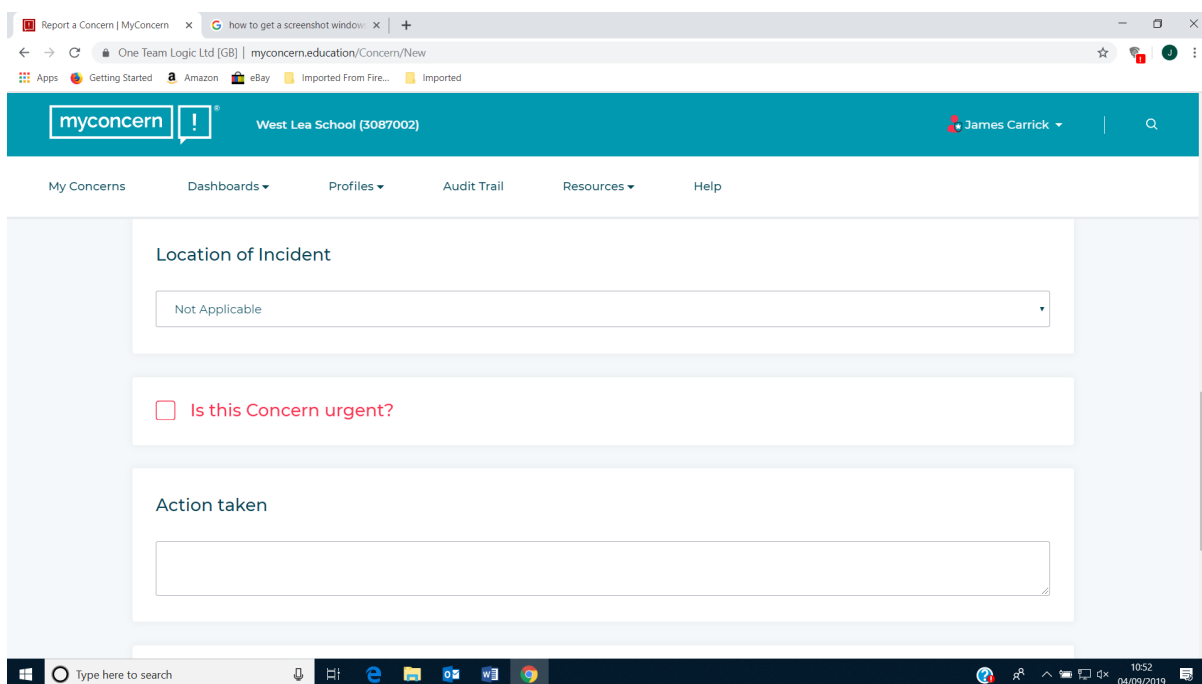 Report a Concern | MyConcern
how to get a screenshot window
One Team Logic Ltd [GB] | myconcern.education/Concern/New
Apps Getting Started Amazon eBay Imported From Fire... Imported
myconcern ! ® West Lea School (3087002) James Carrick
My Concerns Dashboards Profiles Audit Trail Resources Help
Location of Incident
Not Applicable
Is this Concern urgent?
Action taken
Type here to search
10:52
04/09/2019